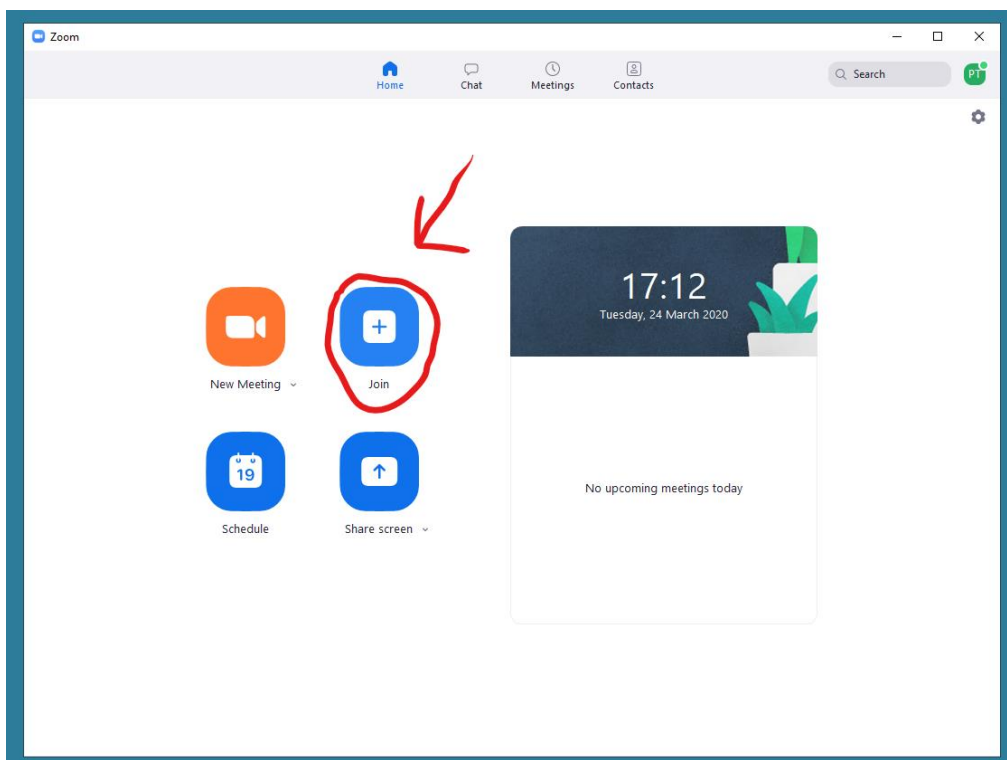 Zoom
Home Chat Meetings Contacts
Search
PT
17:12
Tuesday, 24 March 2020
New Meeting Join
19
No upcoming meetings today
Schedule Share screen